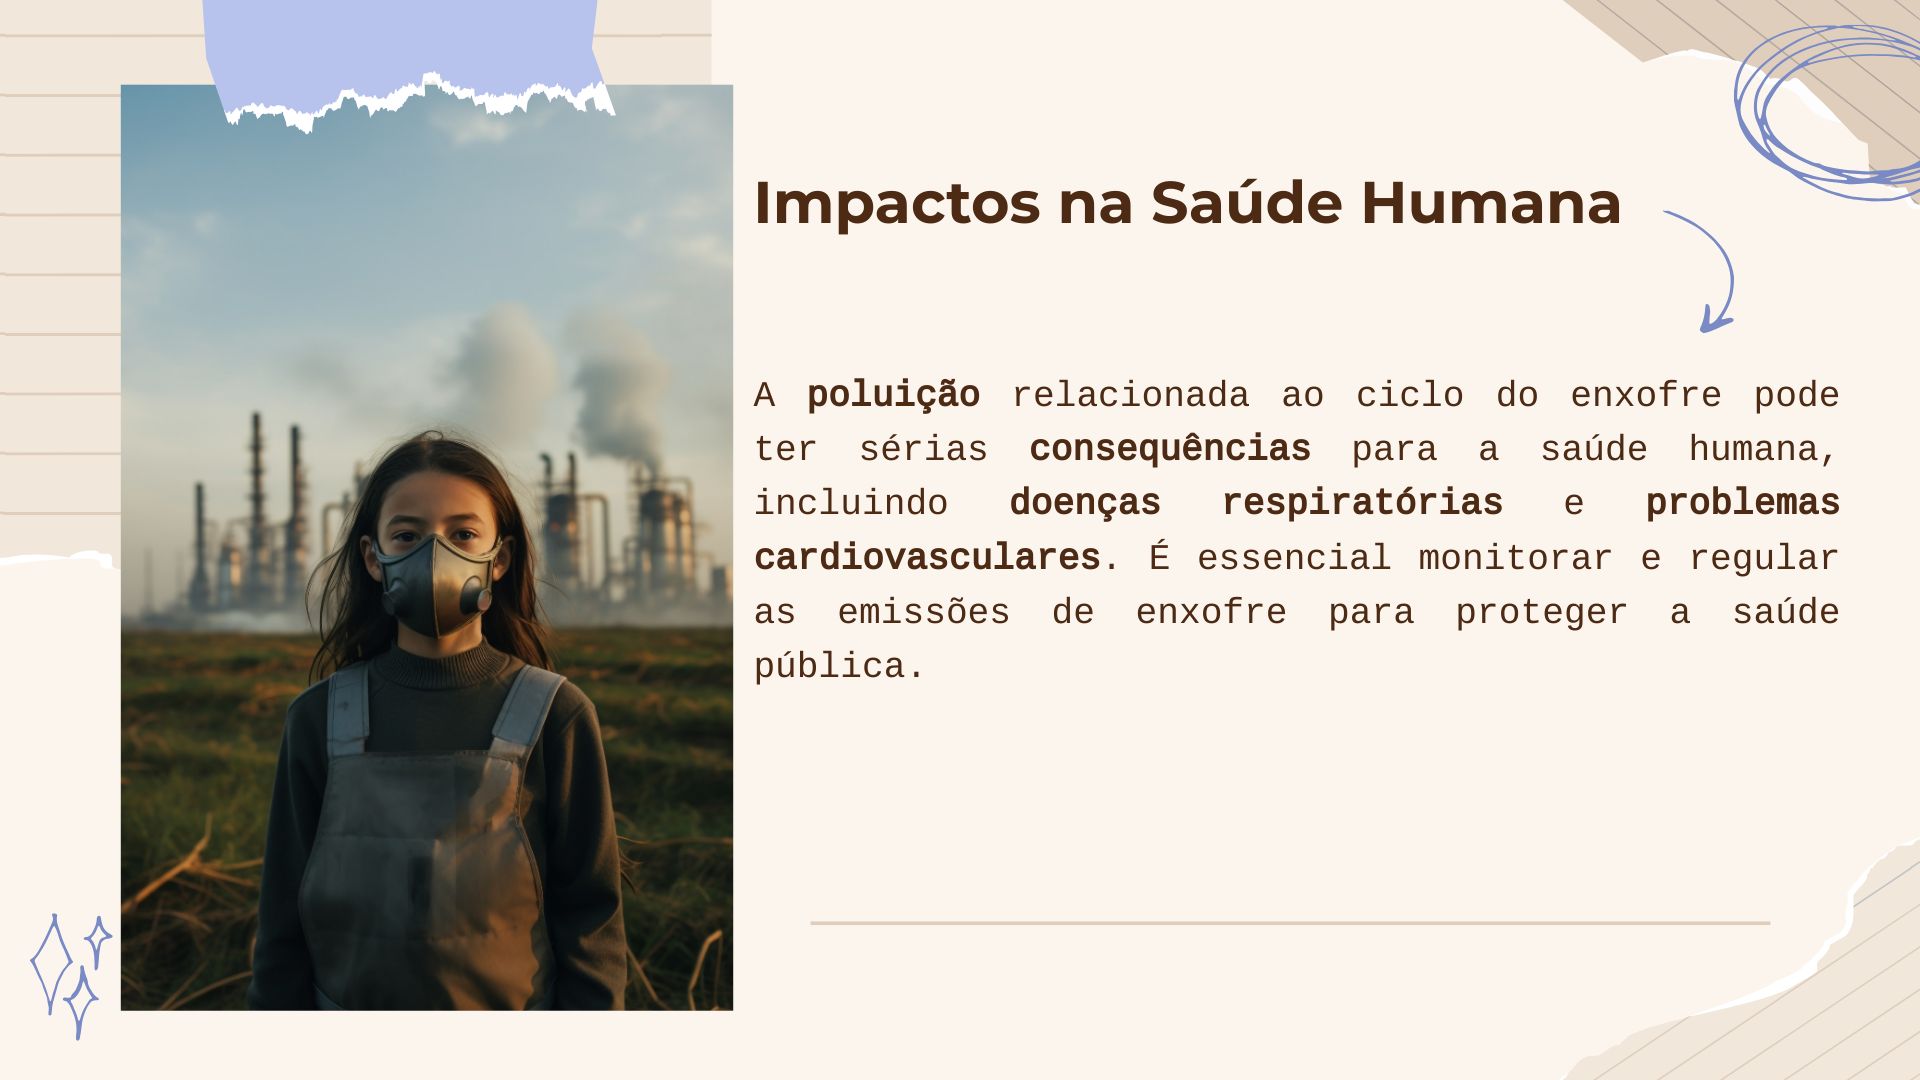 Impactos na Saúde Humana
A poluição relacionada ao ciclo do enxofre pode
ter sérias consequências para a saúde humana,
incluindo doenças respiratórias e problemas
cardiovasculares. É essencial monitorar e regular
as emissões de enxofre para proteger a saúde
pública.